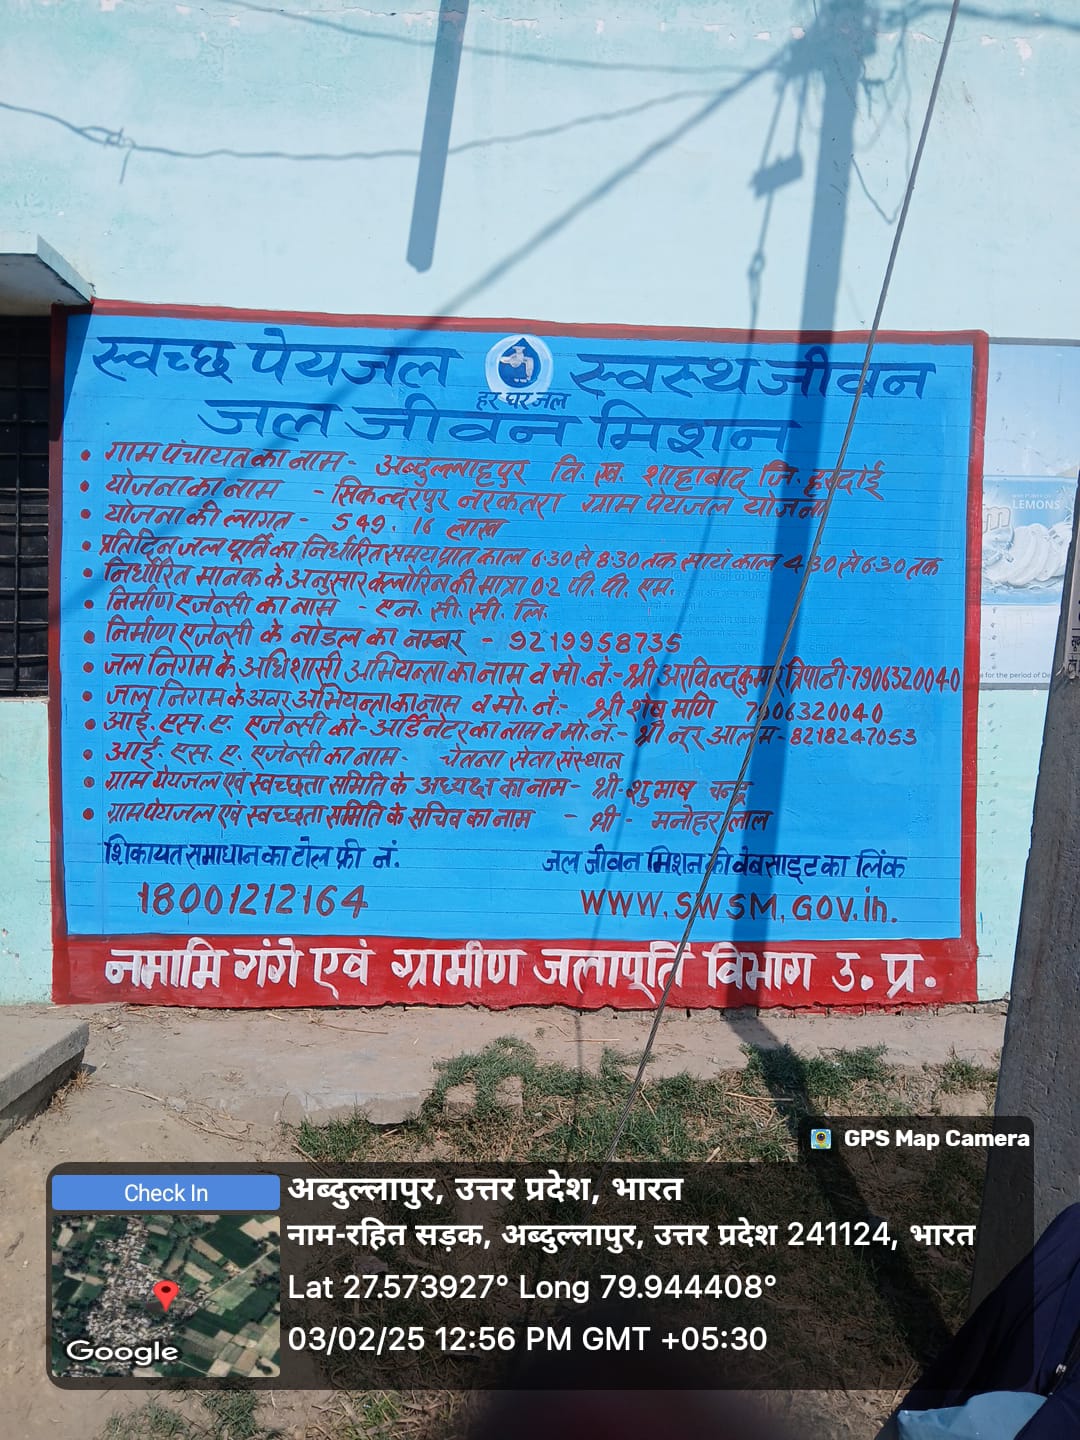 स्वच्छ पेयजल स्वस्थ जीवन
हर घर जल
जल जीवन मिशन
• ग्राम पंचायत का नाम - अब्दुल्लाहपुर वि. ख. शाहाबाद जि. हरदोई
• योजना का नाम - सिकन्दरपुर नरकतरा ग्राम पेयजल योजना
• योजना की लागत - 549.16 लाख
• प्रतिदिन जल पूर्ति का निर्धारित समय प्रात काल 6:30 से 8:30 तक सायं काल 4:30 से 6:30 तक
• निर्धारित मानक के अनुसार क्लोरिन की मात्रा 0.2 पी. पी. एम.
• निर्माण एजेन्सी का नाम - एन. सी. सी. लि.
• निर्माण एजेन्सी के नोडल का नम्बर - 9219958735
• जल निगम के अधिशासी अभियन्ता का नाम व मो. नं. - श्री अरविन्द कुमार त्रिपाठी - 7906320040
• जल निगम के अवर अभियन्ता का नाम व मो. नं. - श्री शेष मणि 7906320040
• आई. एस. ए. एजेन्सी को-आर्डिनेटर का नाम व मो. नं. - श्री नूर आलम - 8218247053
• आई. एस. ए. एजेन्सी का नाम - चेतना सेवा संस्थान
• ग्राम पेयजल एवं स्वच्छता समिति के अध्यक्ष का नाम - श्री - शुभाष चन्द्र
• ग्राम पेयजल एवं स्वच्छता समिति के सचिव का नाम - श्री - मनोहर लाल
शिकायत समाधान का टोल फ्री नं.
18001212164
जल जीवन मिशन की वेबसाइट का लिंक
WWW.SWSM.GOV.in.
नमामि गंगे एवं ग्रामीण जलापूर्ति विभाग उ. प्र.
LEMONS
GPS Map Camera
Check In
Google
अब्दुल्लापुर, उत्तर प्रदेश, भारत
नाम-रहित सड़क, अब्दुल्लापुर, उत्तर प्रदेश 241124, भारत
Lat 27.573927° Long 79.944408°
03/02/25 12:56 PM GMT +05:30